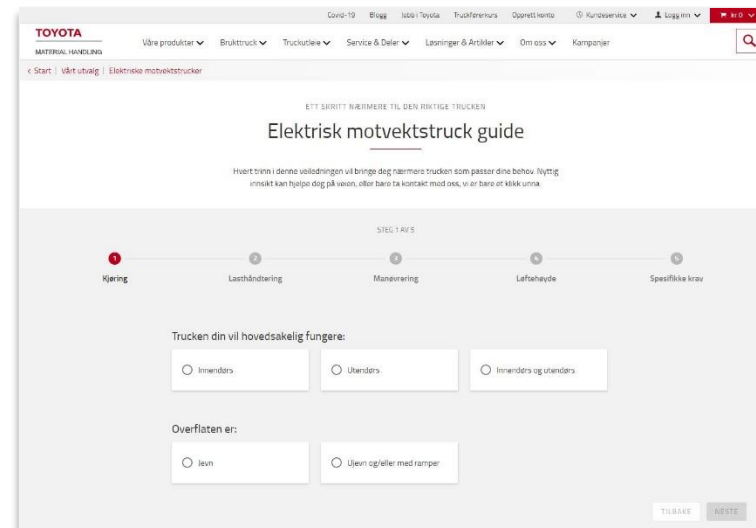 Covid-19 Blogg Jobb i Toyota Truckførerkurs Opprett konto Kundeservice Logg inn kr 0
TOYOTA
MATERIAL HANDLING
Våre produkter Brukttruck Truckutleie Service & Deler Løsninger & Artikler Om oss Kampanjer
< Start | Vårt utvalg | Elektriske motvektstrucker
ETT SKRITT NÆRMERE TIL DEN RIKTIGE TRUCKEN
Elektrisk motvektstruck guide
Hvert trinn i denne veiledningen vil bringe deg nærmere trucken som passer dine behov. Nyttig
innsikt kan hjelpe deg på veien, eller bare ta kontakt med oss, vi er bare et klikk unna.
STEG 1 AV 5
1 2 3 4 5
Kjøring Lasthåndtering Manøvrering Løftehøyde Spesifikke krav
Trucken din vil hovedsakelig fungere:
Innendørs Utendørs Innendørs og utendørs
Overflaten er:
Jevn Ujevn og/eller med ramper
TILBAKE NESTE